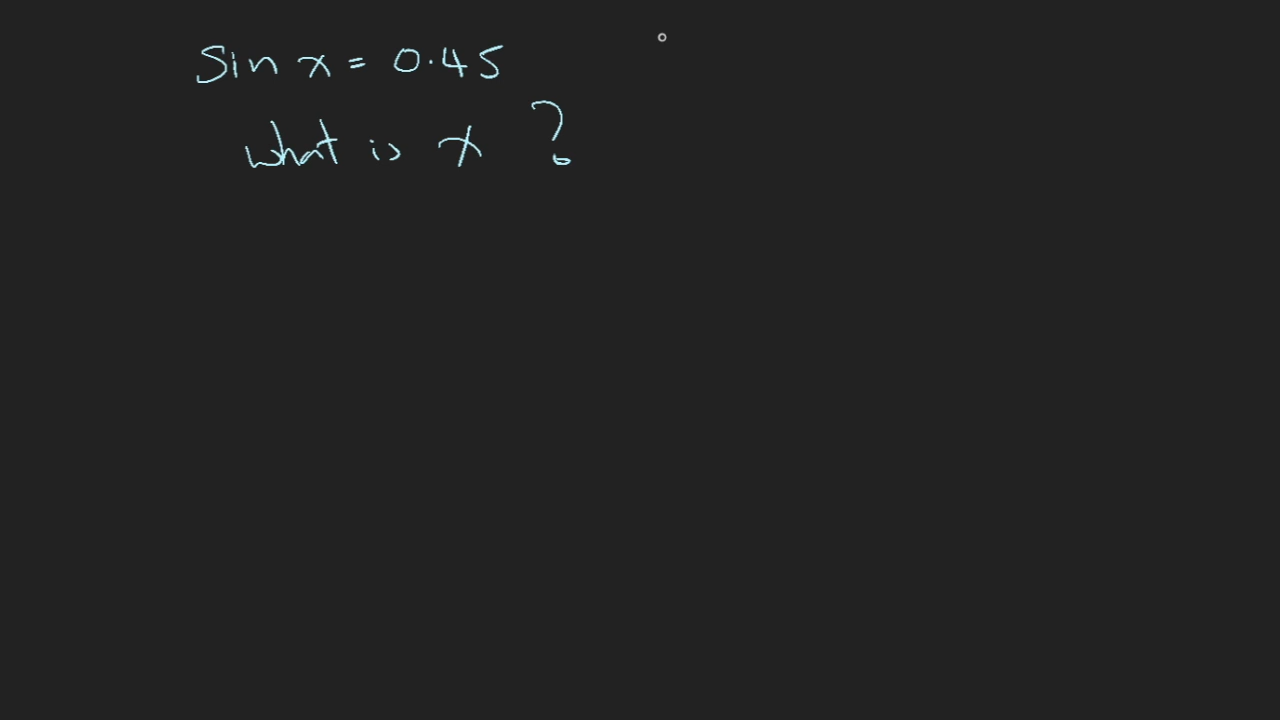 Sin x = 0.45
what is x ?